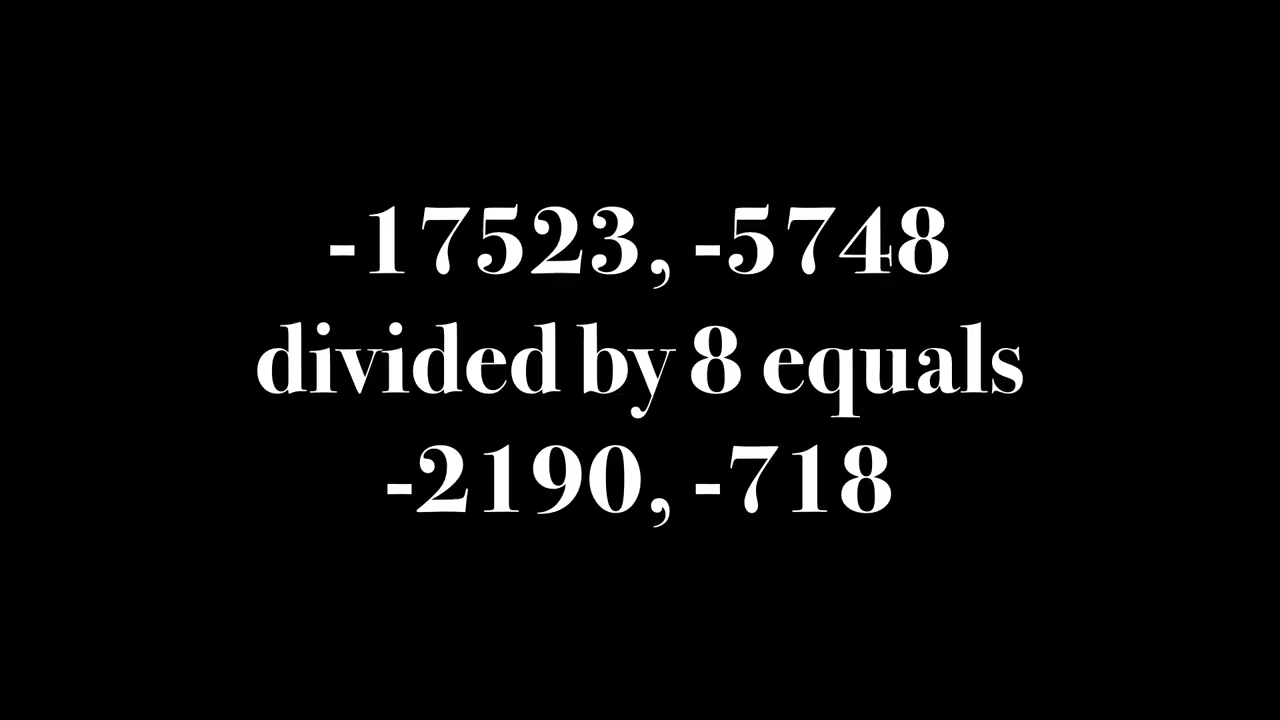 -17523, -5748
divided by 8 equals
-2190, -718